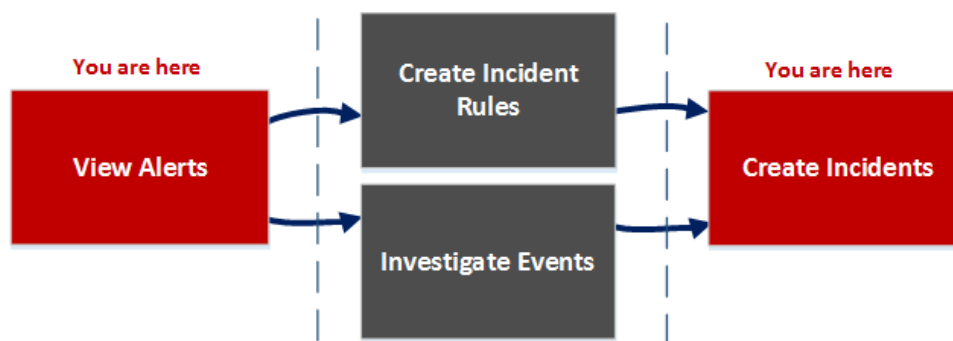 You are here
View Alerts
Create Incident
Rules
Investigate Events
You are here
Create Incidents